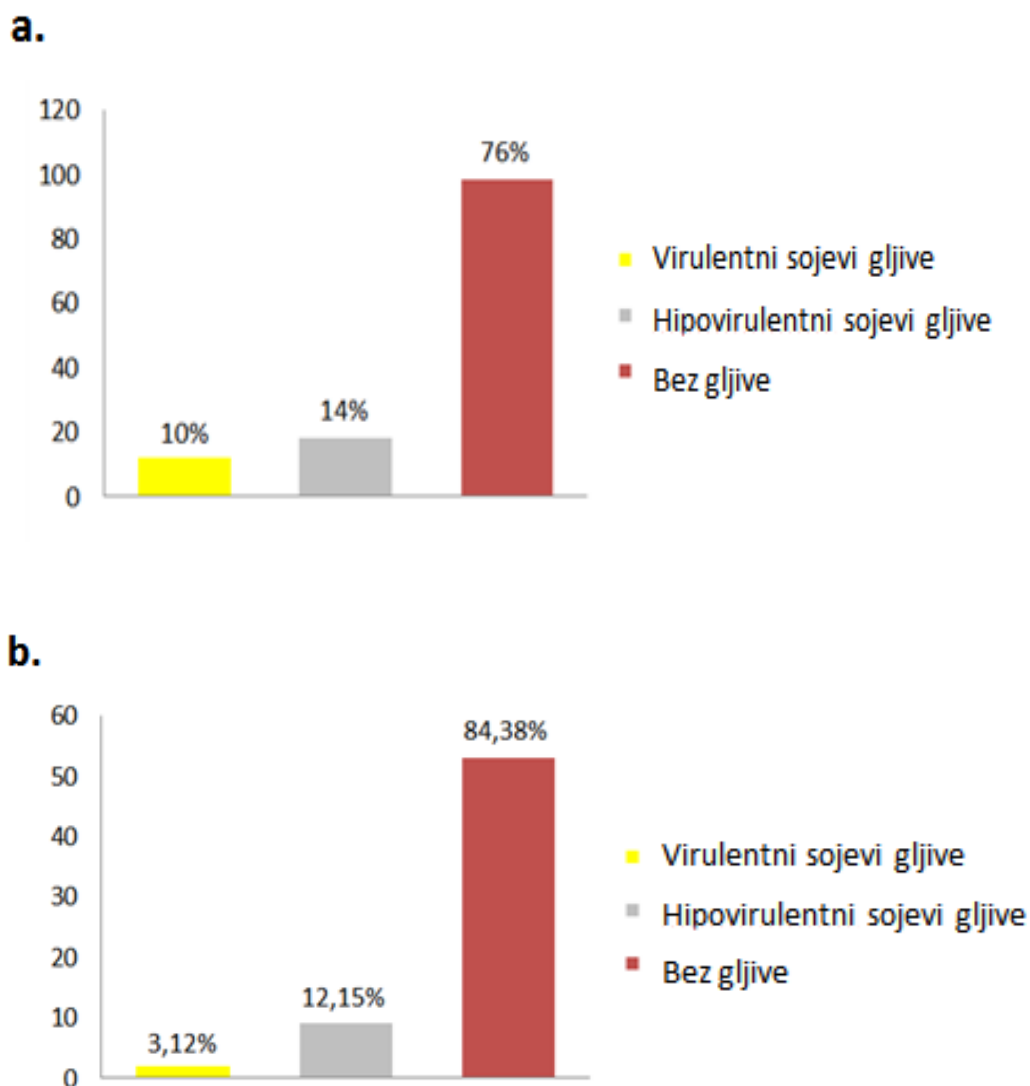 a.
120
100
80
60
40
20
0
10%
14%
76%
Virulentni sojevi gljive
Hipovirulentni sojevi gljive
Bez gljive
b.
60
50
40
30
20
10
0
3,12%
12,15%
84,38%
Virulentni sojevi gljive
Hipovirulentni sojevi gljive
Bez gljive